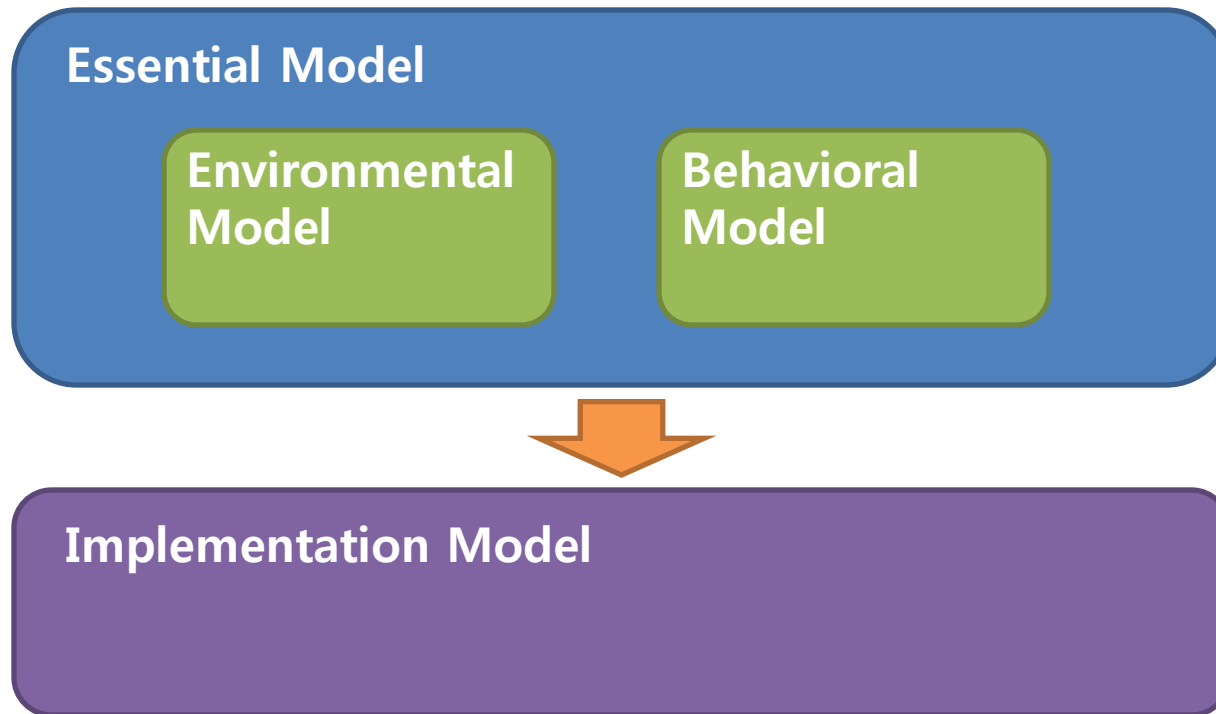 Essential Model
Environmental
Model
Behavioral
Model
Implementation Model